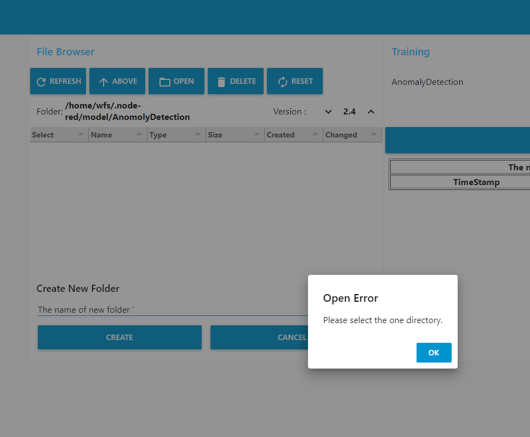 File Browser
REFRESH
ABOVE
OPEN
DELETE
RESET
Folder: /home/wfs/.node-
red/model/AnomolyDetection
Version :
2.4
Select
Name
Type
Size
Created
Changed
Create New Folder
The name of new folder *
CREATE
CANCEL
Training
AnomalyDetection
The n
TimeStamp
Open Error
Please select the one directory.
OK